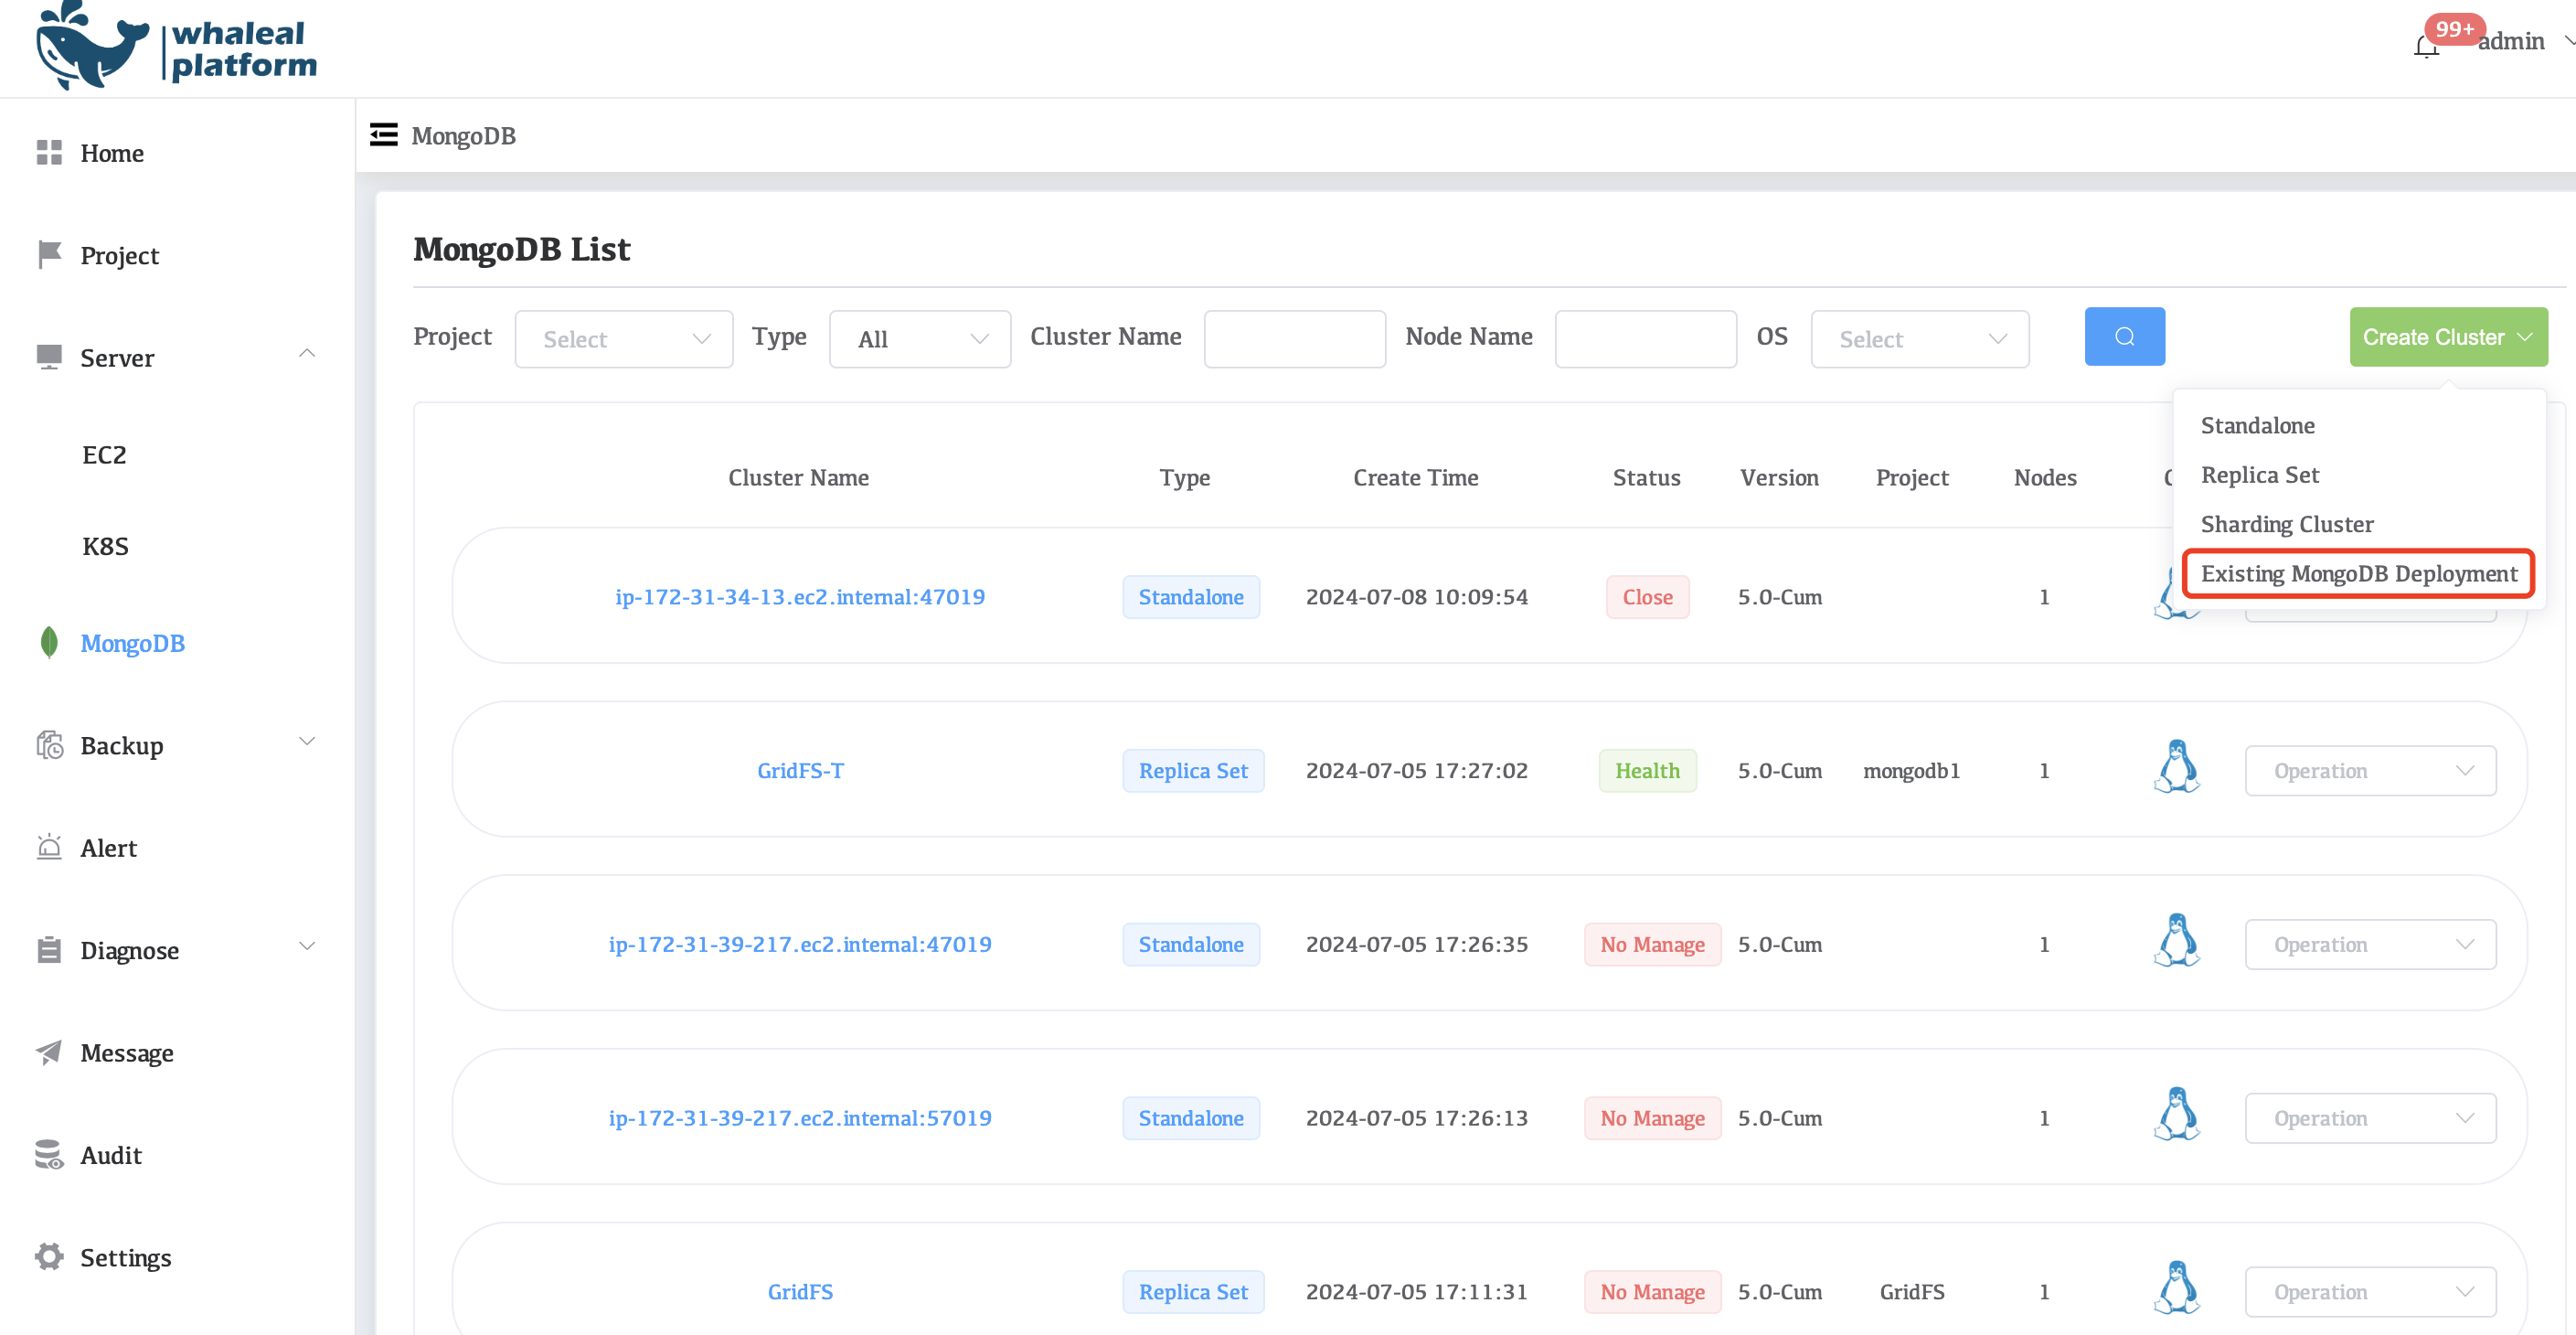 whaleal
platform
99+
admin
MongoDB
Home
Project
Server
EC2
K8S
MongoDB
Backup
Alert
Diagnose
Message
Audit
Settings
MongoDB List
Project Select Type All Cluster Name Node Name OS Select Create Cluster
Standalone
Replica Set
Sharding Cluster
Existing MongoDB Deployment
Cluster Name Type Create Time Status Version Project Nodes
ip-172-31-34-13.ec2.internal:47019 Standalone 2024-07-08 10:09:54 Close 5.0-Cum 1
GridFS-T Replica Set 2024-07-05 17:27:02 Health 5.0-Cum mongodb1 1 Operation
ip-172-31-39-217.ec2.internal:47019 Standalone 2024-07-05 17:26:35 No Manage 5.0-Cum 1 Operation
ip-172-31-39-217.ec2.internal:57019 Standalone 2024-07-05 17:26:13 No Manage 5.0-Cum 1 Operation
GridFS Replica Set 2024-07-05 17:11:31 No Manage 5.0-Cum GridFS 1 Operation